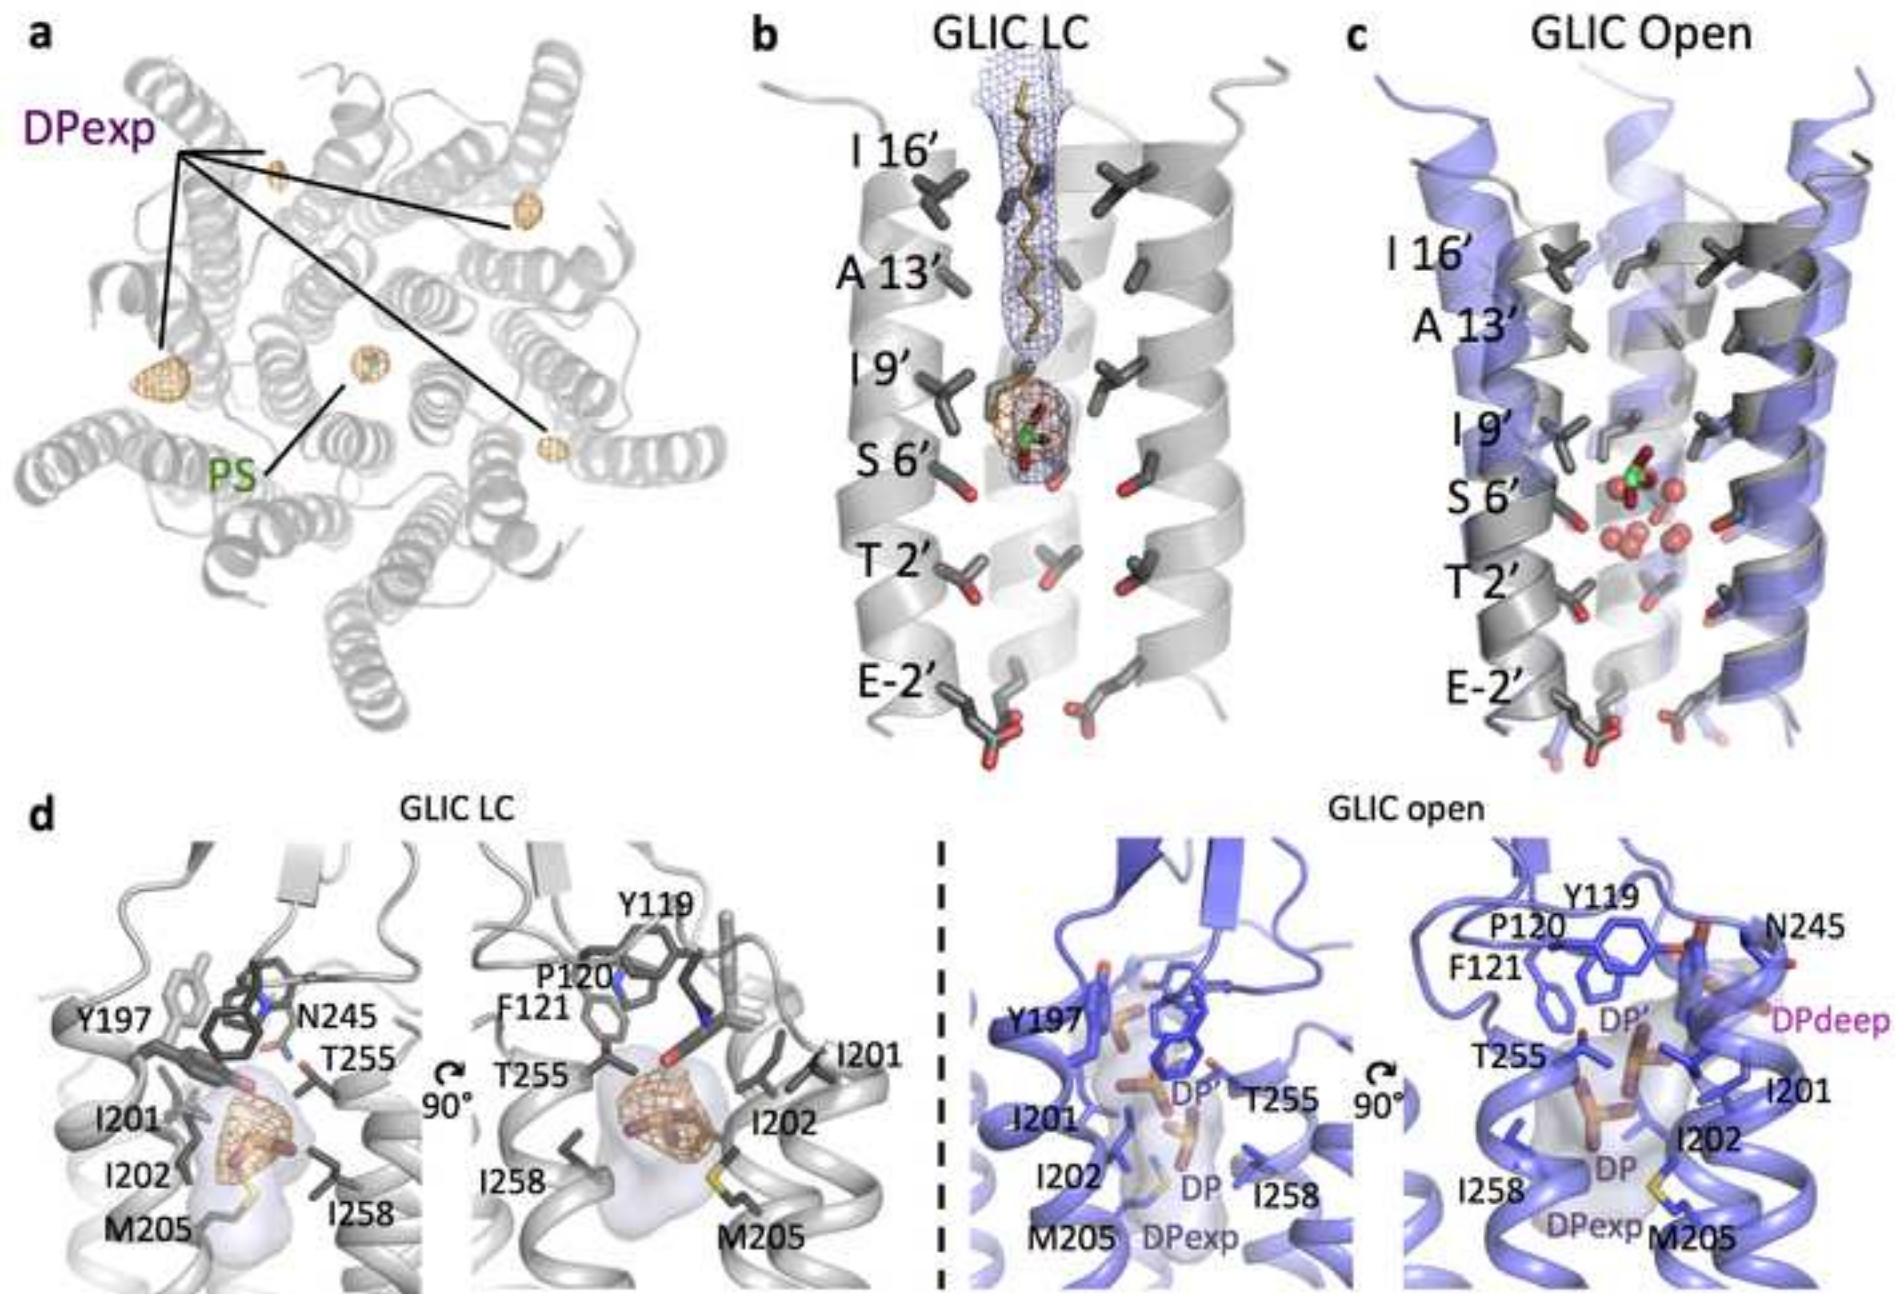 a
DPexp
PS
b
GLIC LC
I 16′
A 13′
I 9′
S 6′
T 2′
E-2′
c
GLIC Open
I 16′
A 13′
I 9′
S 6′
T 2′
E-2′
d
GLIC LC
Y197
N245
T255
I201
I202
I258
M205
90°
Y119
P120
F121
T255
I201
I202
I258
M205
GLIC open
Y197
DP'
T255
I201
I202
DP
I258
M205
DPexp
90°
Y119
P120
N245
F121
DP'
DPdeep
T255
I201
I202
DP
I258
DPexp
M205